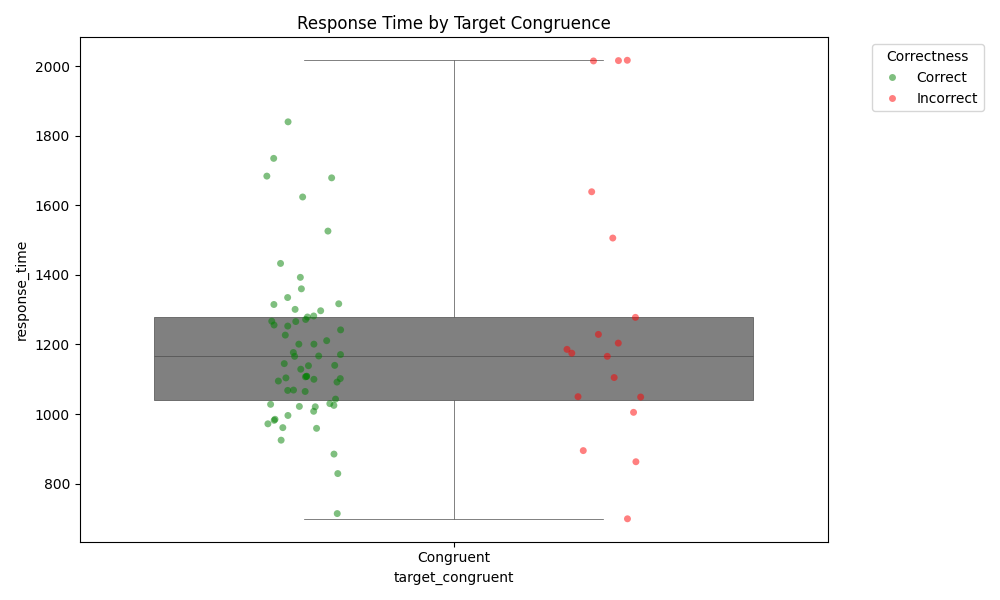 Response Time by Target Congruence
Correctness
Correct
Incorrect
2000
1800
1600
1400
1200
1000
800
response_time
Congruent
target_congruent